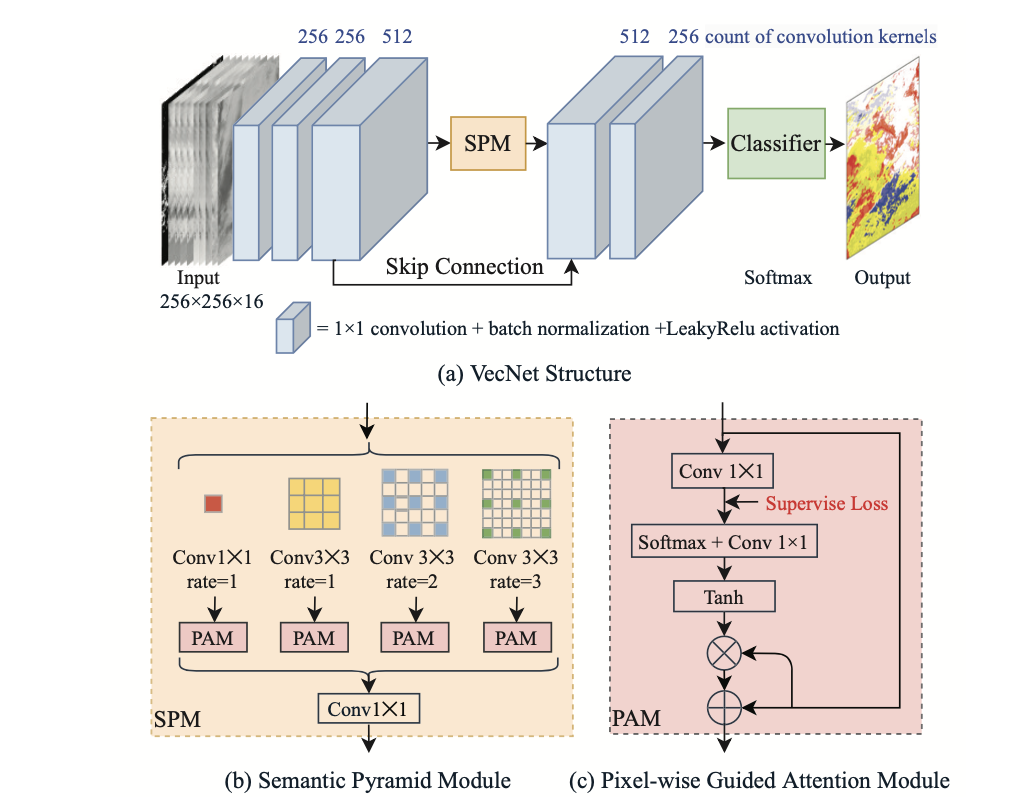 256 256 512
512 256 count of convolution kernels
SPM
Classifier
Skip Connection
Input
256×256×16
Softmax
Output
= 1×1 convolution + batch normalization +LeakyRelu activation
(a) VecNet Structure
Conv1×1
rate=1
Conv3×3
rate=1
Conv 3×3
rate=2
Conv 3×3
rate=3
PAM
PAM
PAM
PAM
Conv1×1
SPM
(b) Semantic Pyramid Module
Conv 1×1
Supervise Loss
Softmax + Conv 1×1
Tanh
PAM
(c) Pixel-wise Guided Attention Module